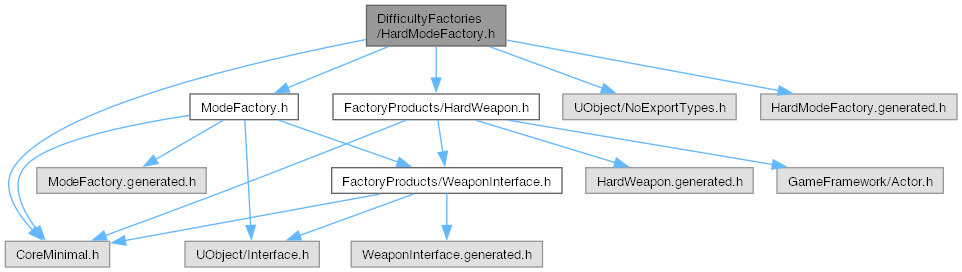 DifficultyFactories
/HardModeFactory.h
ModeFactory.h
FactoryProducts/HardWeapon.h
UObject/NoExportTypes.h
HardModeFactory.generated.h
ModeFactory.generated.h
FactoryProducts/WeaponInterface.h
HardWeapon.generated.h
GameFramework/Actor.h
CoreMinimal.h
UObject/Interface.h
WeaponInterface.generated.h